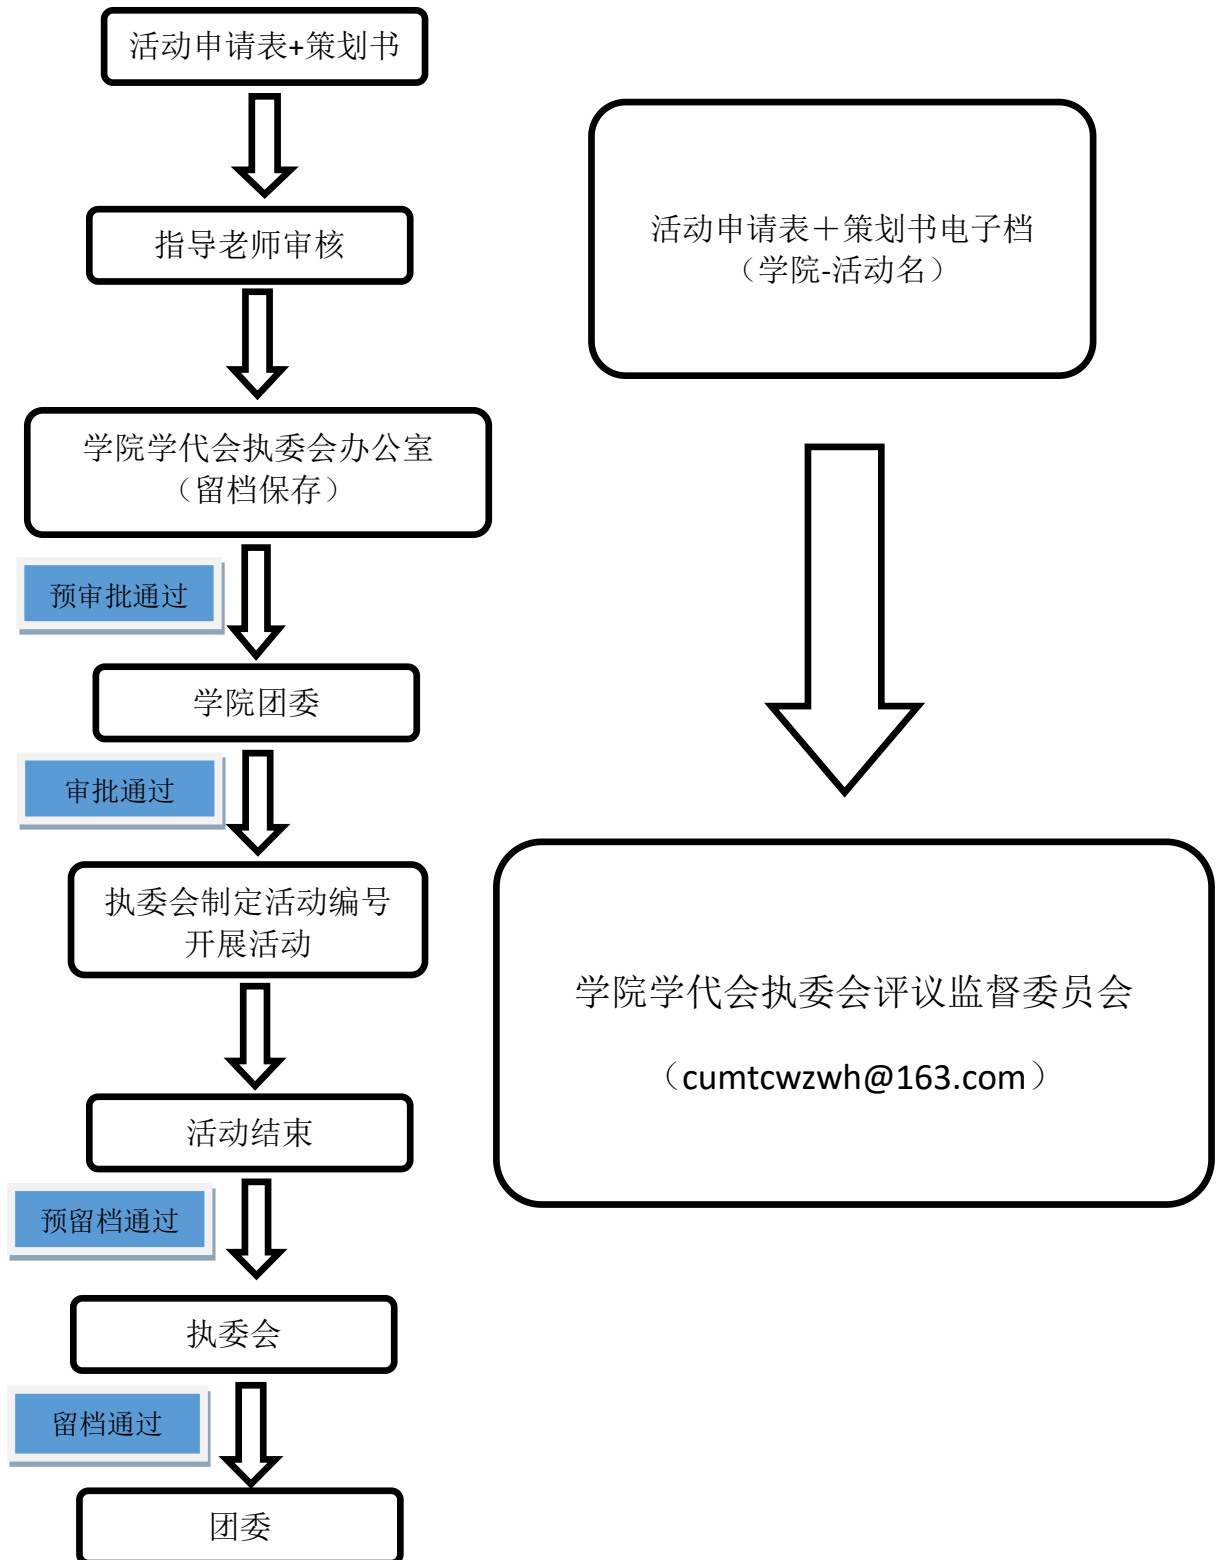 活动申请表+策划书
指导老师审核
学院学代会执委会办公室
（留档保存）
预审批通过
学院团委
审批通过
执委会制定活动编号
开展活动
活动结束
预留档通过
执委会
留档通过
团委
活动申请表＋策划书电子档
（学院-活动名）
学院学代会执委会评议监督委员会
（cumtcwzwh@163.com）